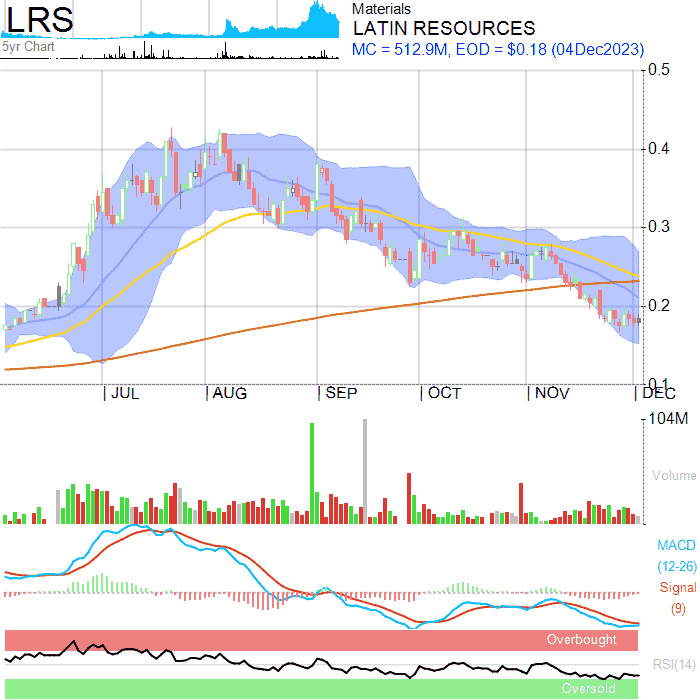 LRS
5yr Chart
Materials
LATIN RESOURCES
MC = 512.9M, EOD = $0.18 (04Dec2023)
0.5
0.4
0.3
0.2
0.1
JUL AUG SEP OCT NOV DEC
104M
Volume
MACD
(12-26)
Signal
(9)
Overbought
RSI(14)
Oversold